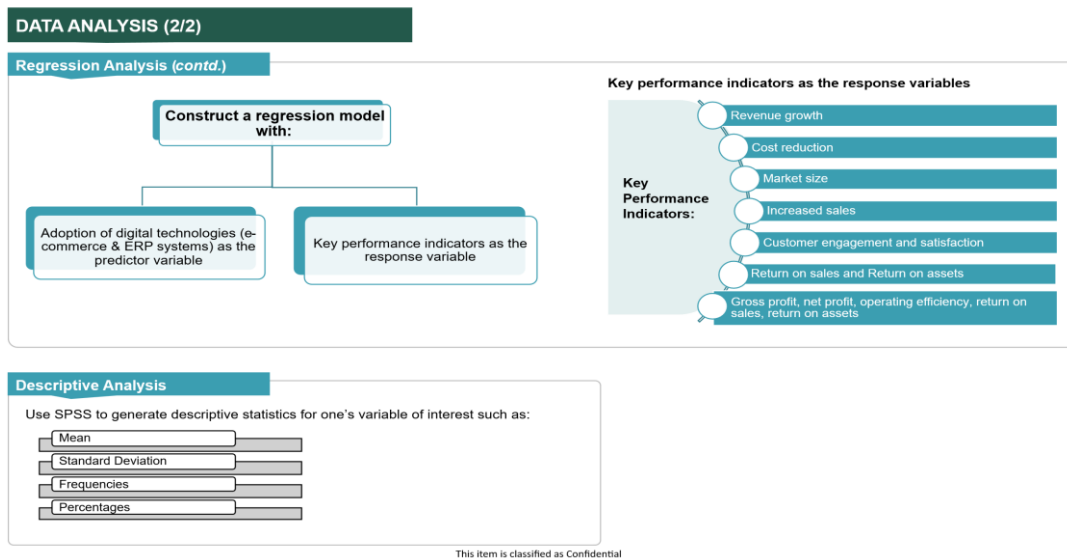 DATA ANALYSIS (2/2)
Regression Analysis (contd.)
Construct a regression model
with:
Adoption of digital technologies (e-
commerce & ERP systems) as the
predictor variable
Key performance indicators as the
response variable
Key performance indicators as the response variables
Key
Performance
Indicators:
Revenue growth
Cost reduction
Market size
Increased sales
Customer engagement and satisfaction
Return on sales and Return on assets
Gross profit, net profit, operating efficiency, return on
sales, return on assets
Descriptive Analysis
Use SPSS to generate descriptive statistics for one’s variable of interest such as:
Mean
Standard Deviation
Frequencies
Percentages
This item is classified as Confidential